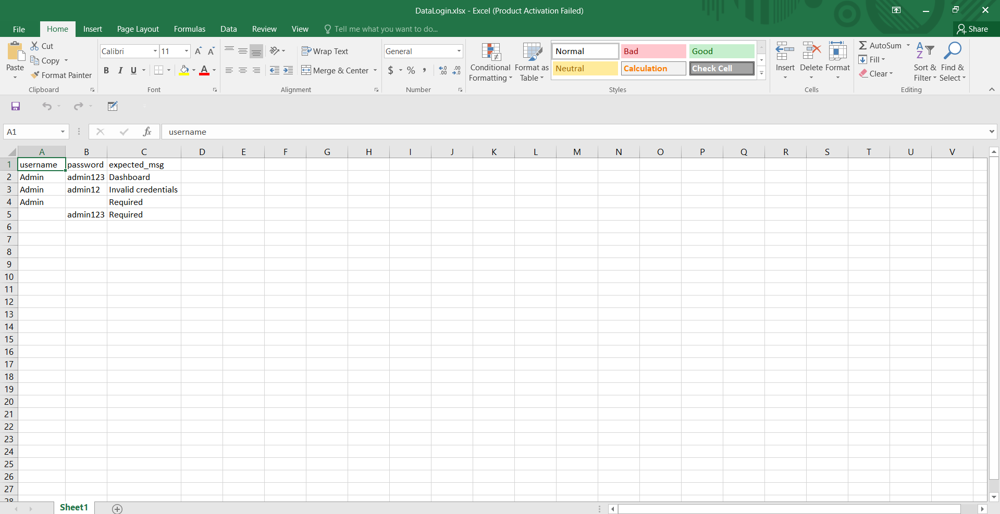 DataLogin.xlsx - Excel (Product Activation Failed)
File Home Insert Page Layout Formulas Data Review View Tell me what you want to do... Share
Paste Cut Copy Format Painter Clipboard
Calibri 11 B I U A Font
Wrap Text Merge & Center Alignment
General $ % , Number
Conditional Formatting Format as Table
Normal Bad Good
Neutral Calculation Check Cell
Styles
Insert Delete Format Cells
AutoSum Fill Clear Sort & Filter Find & Select Editing
A1 fx username
A B C D E F G H I J K L M N O P Q R S T U V
1 username password expected_msg
2 Admin admin123 Dashboard
3 Admin admin12 Invalid credentials
4 Admin Required
5 admin123 Required
6
7
8
9
10
11
12
13
14
15
16
17
18
19
20
21
22
23
24
25
26
27
28
Sheet1